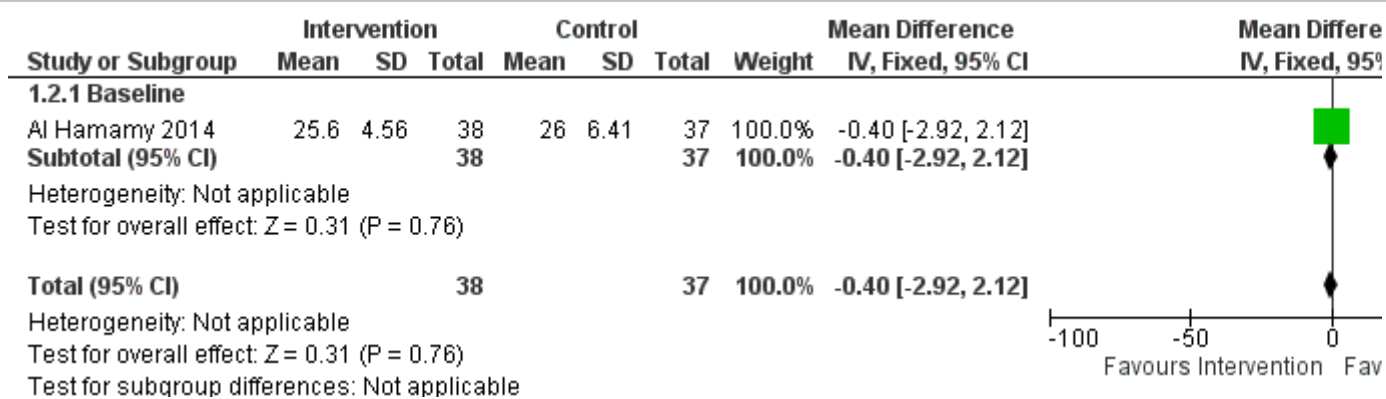 Intervention Control Mean Difference Mean Differe
Study or Subgroup Mean SD Total Mean SD Total Weight IV, Fixed, 95% CI IV, Fixed, 95%
1.2.1 Baseline
Al Hamamy 2014 25.6 4.56 38 26 6.41 37 100.0% -0.40 [-2.92, 2.12]
Subtotal (95% CI) 38 37 100.0% -0.40 [-2.92, 2.12]
Heterogeneity: Not applicable
Test for overall effect: Z = 0.31 (P = 0.76)
Total (95% CI) 38 37 100.0% -0.40 [-2.92, 2.12]
Heterogeneity: Not applicable
Test for overall effect: Z = 0.31 (P = 0.76)
Test for subgroup differences: Not applicable
-100 -50 0
Favours Intervention Fav